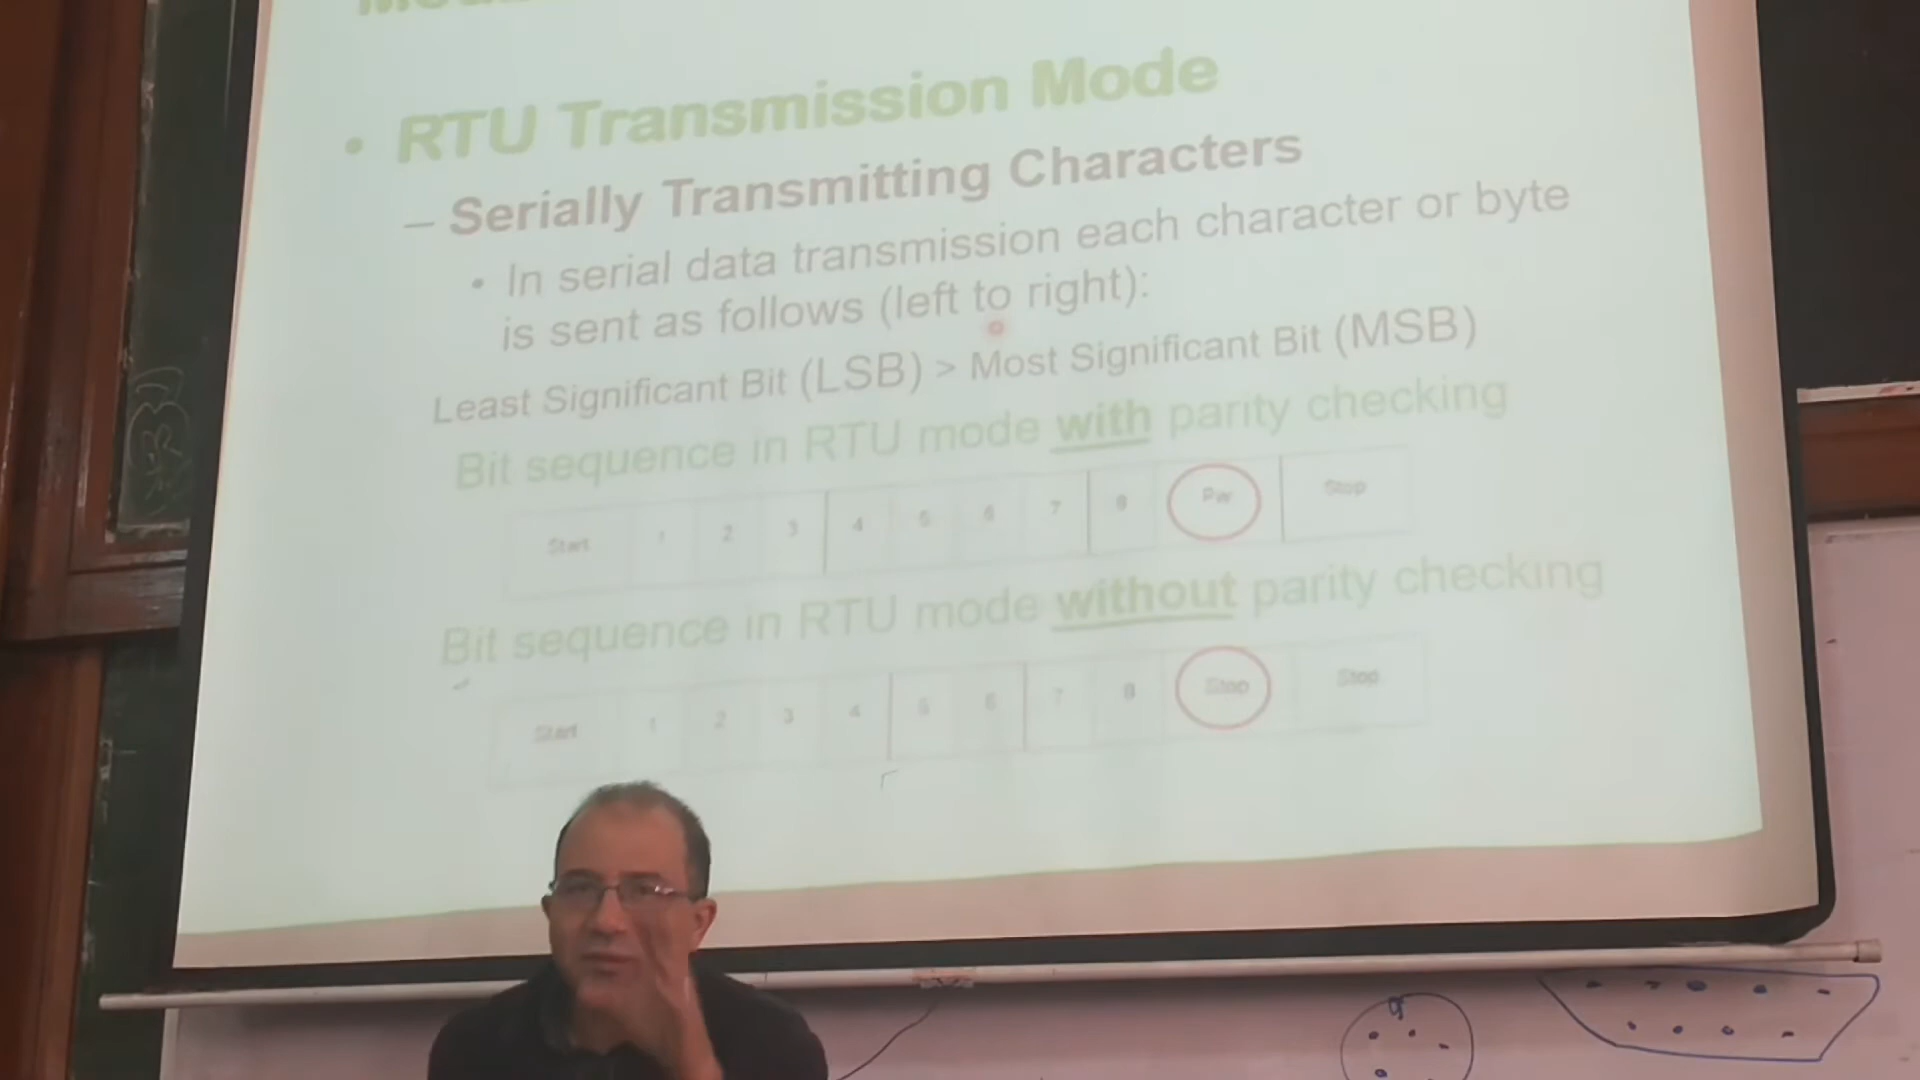 • RTU Transmission Mode
– Serially Transmitting Characters
• In serial data transmission each character or byte
is sent as follows (left to right):
Least Significant Bit (LSB) > Most Significant Bit (MSB)
Bit sequence in RTU mode with parity checking
Start 1 2 3 4 5 6 7 8 Par Stop
Bit sequence in RTU mode without parity checking
Start 1 2 3 4 5 6 7 8 Stop Stop